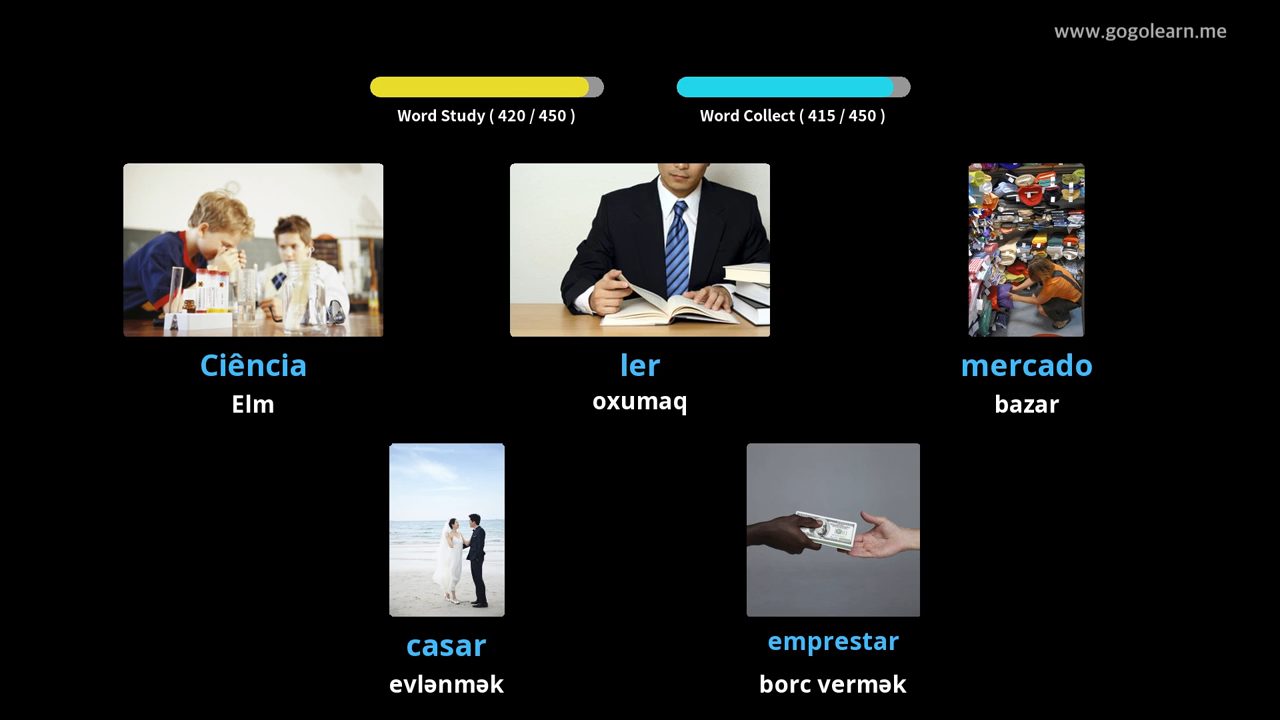 www.gogolearn.me
Word Study ( 420 / 450 )
Word Collect ( 415 / 450 )
Ciência
Elm
ler
oxumaq
mercado
bazar
casar
evlənmək
emprestar
borc vermək